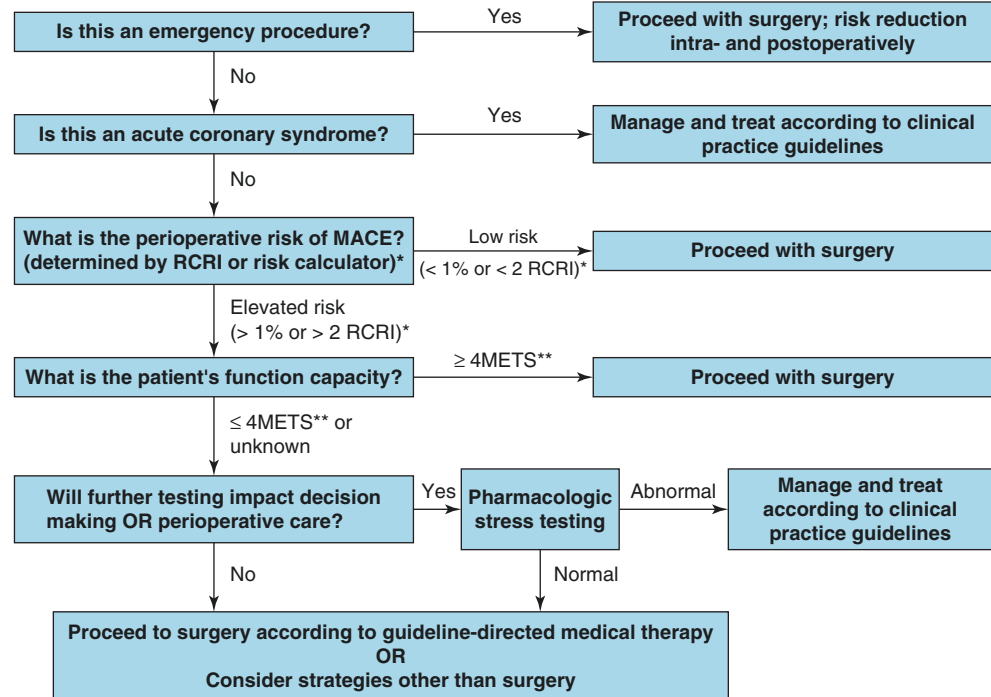 Is this an emergency procedure?
Yes
Proceed with surgery; risk reduction
intra- and postoperatively
No
Is this an acute coronary syndrome?
Yes
Manage and treat according to clinical
practice guidelines
No
What is the perioperative risk of MACE?
(determined by RCRI or risk calculator)*
Low risk
(< 1% or < 2 RCRI)*
Proceed with surgery
Elevated risk
(> 1% or > 2 RCRI)*
What is the patient's function capacity?
≥ 4METS**
Proceed with surgery
≤ 4METS** or
unknown
Will further testing impact decision
making OR perioperative care?
Yes
Pharmacologic
stress testing
Abnormal
Manage and treat
according to clinical
practice guidelines
No
Normal
Proceed to surgery according to guideline-directed medical therapy
OR
Consider strategies other than surgery